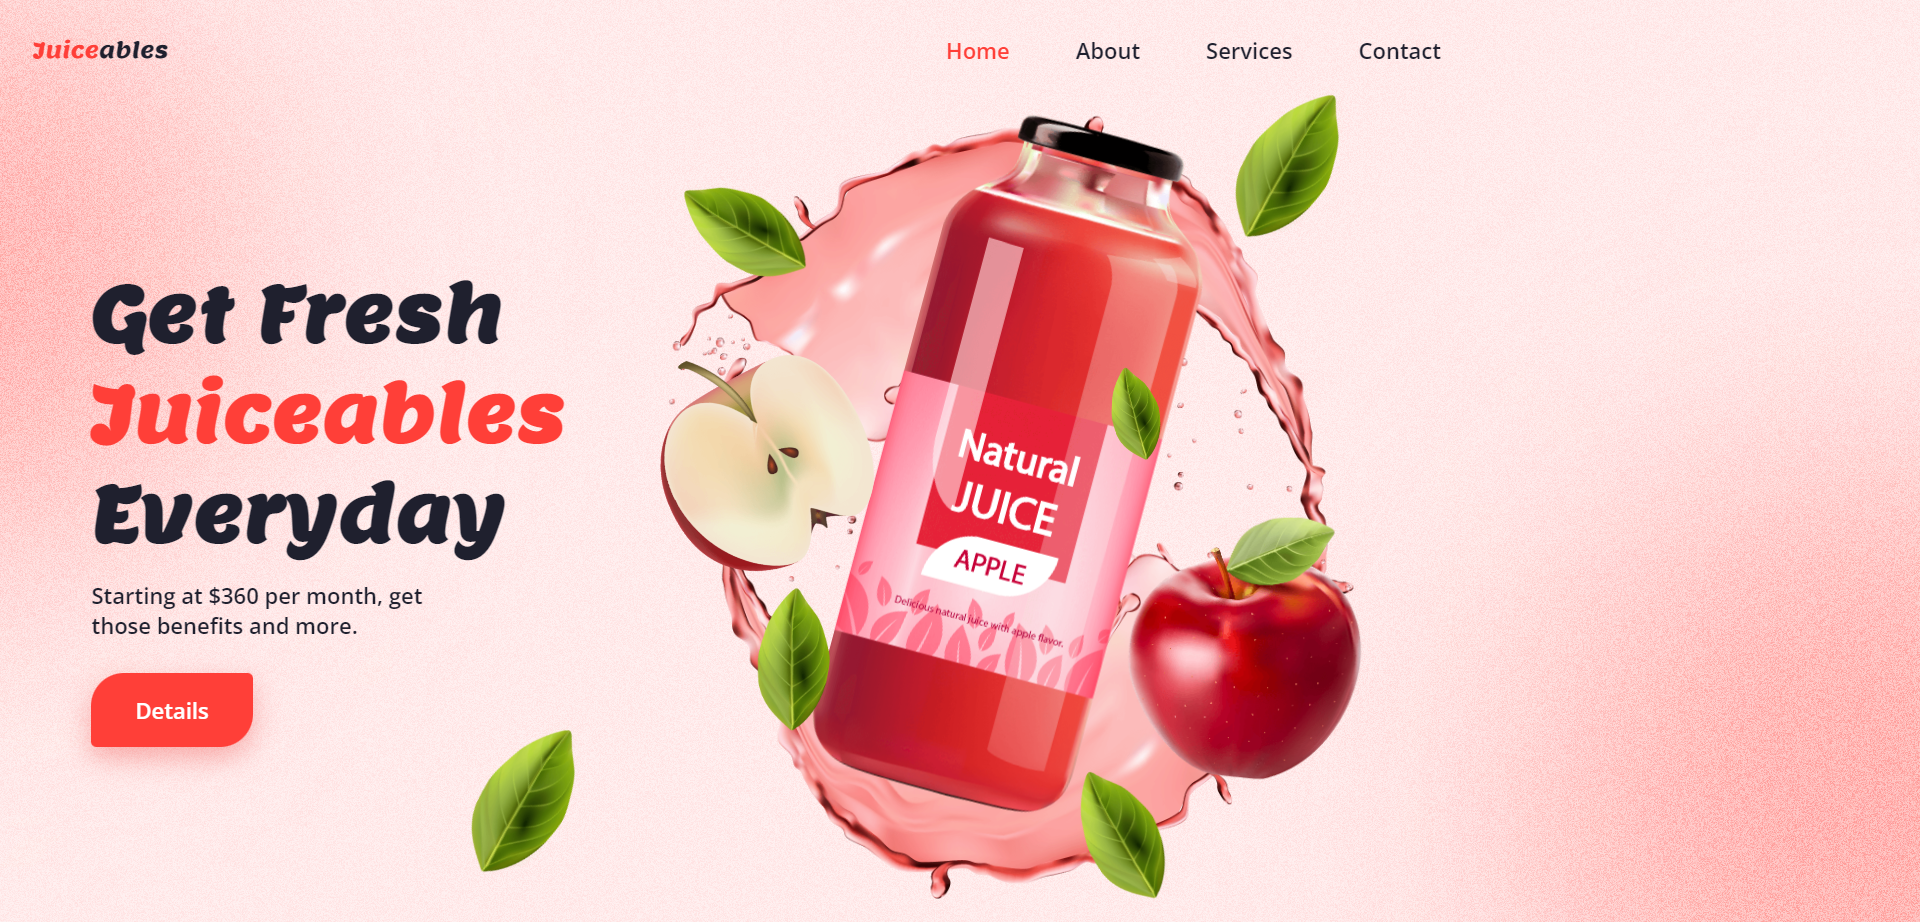 Juiceables
Home
About
Services
Contact
Get Fresh
Juiceables
Everyday
Starting at $360 per month, get
those benefits and more.
Details
Natural
JUICE
APPLE
Delicious natural juice with apple flavor.